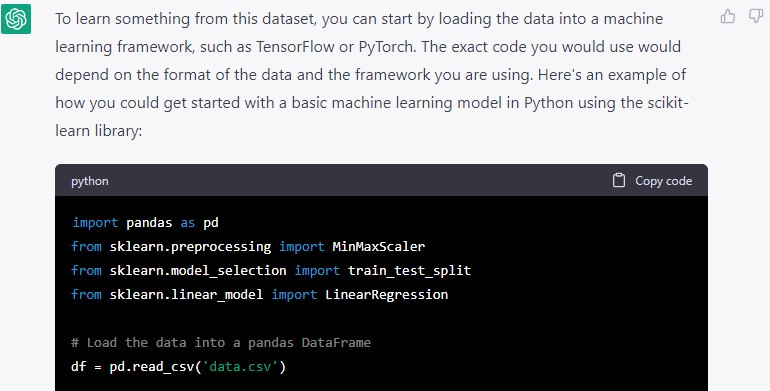 To learn something from this dataset, you can start by loading the data into a machine
learning framework, such as TensorFlow or PyTorch. The exact code you would use would
depend on the format of the data and the framework you are using. Here's an example of
how you could get started with a basic machine learning model in Python using the scikit-
learn library:
python Copy code
import pandas as pd
from sklearn.preprocessing import MinMaxScaler
from sklearn.model_selection import train_test_split
from sklearn.linear_model import LinearRegression
# Load the data into a pandas DataFrame
df = pd.read_csv('data.csv')